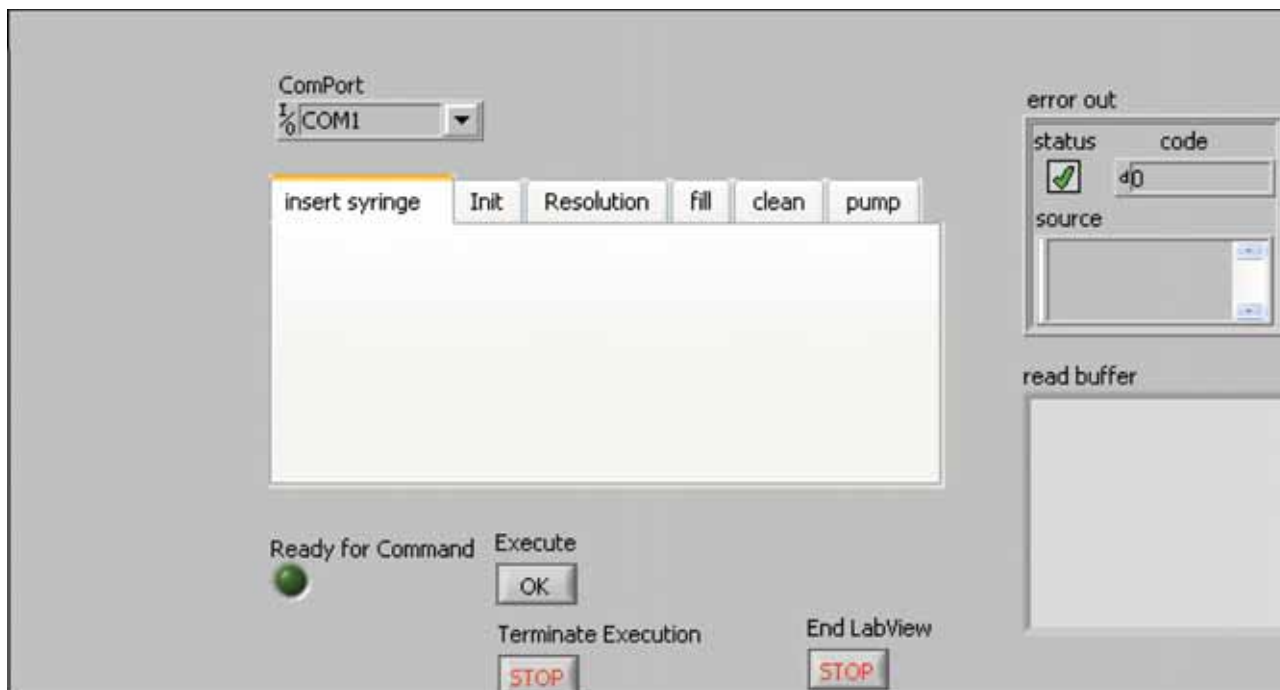 ComPort
I/O COM1
insert syringe Init Resolution fill clean pump
error out
status code
d0
source
read buffer
Ready for Command
Execute
OK
Terminate Execution
STOP
End LabView
STOP